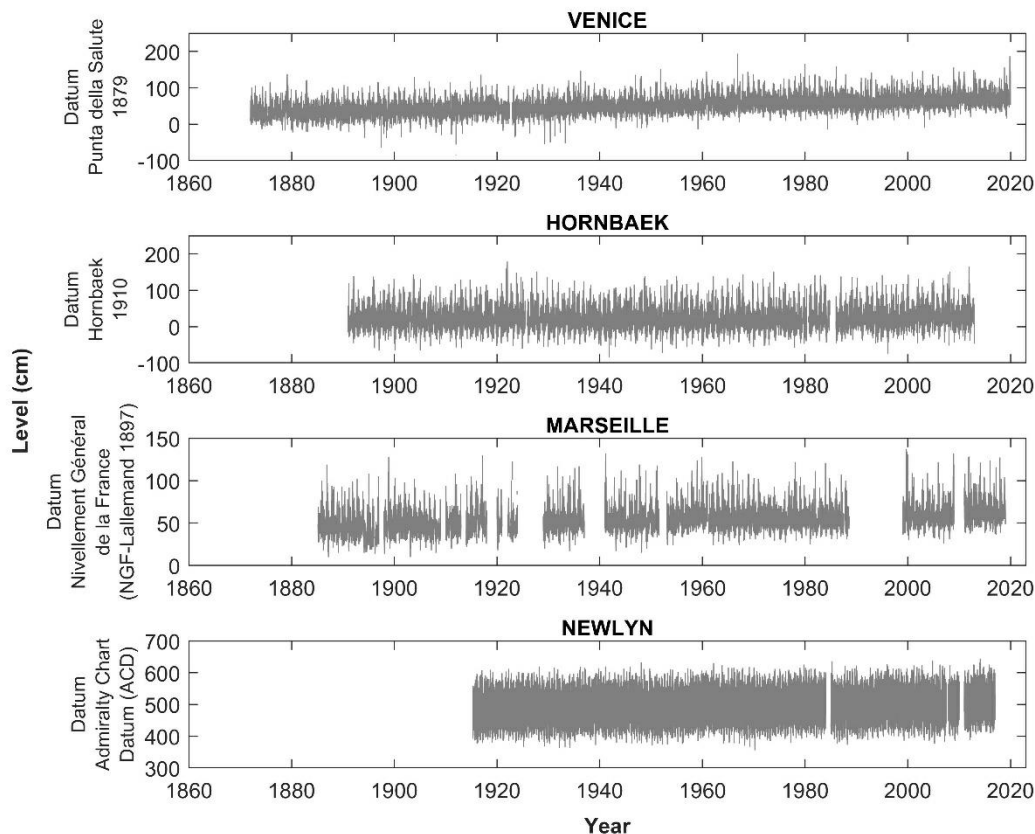 VENICE
Datum
Punta della Salute
1879
200
100
0
-100
1860 1880 1900 1920 1940 1960 1980 2000 2020
HORNBAEK
Datum
Hornbaek
1910
200
100
0
-100
1860 1880 1900 1920 1940 1960 1980 2000 2020
Level (cm)
MARSEILLE
Datum
Nivellement Général
de la France
(NGF-Lallemand 1897)
150
100
50
0
1860 1880 1900 1920 1940 1960 1980 2000 2020
NEWLYN
Datum
Admiralty Chart
Datum (ACD)
700
600
500
400
300
1860 1880 1900 1920 1940 1960 1980 2000 2020
Year